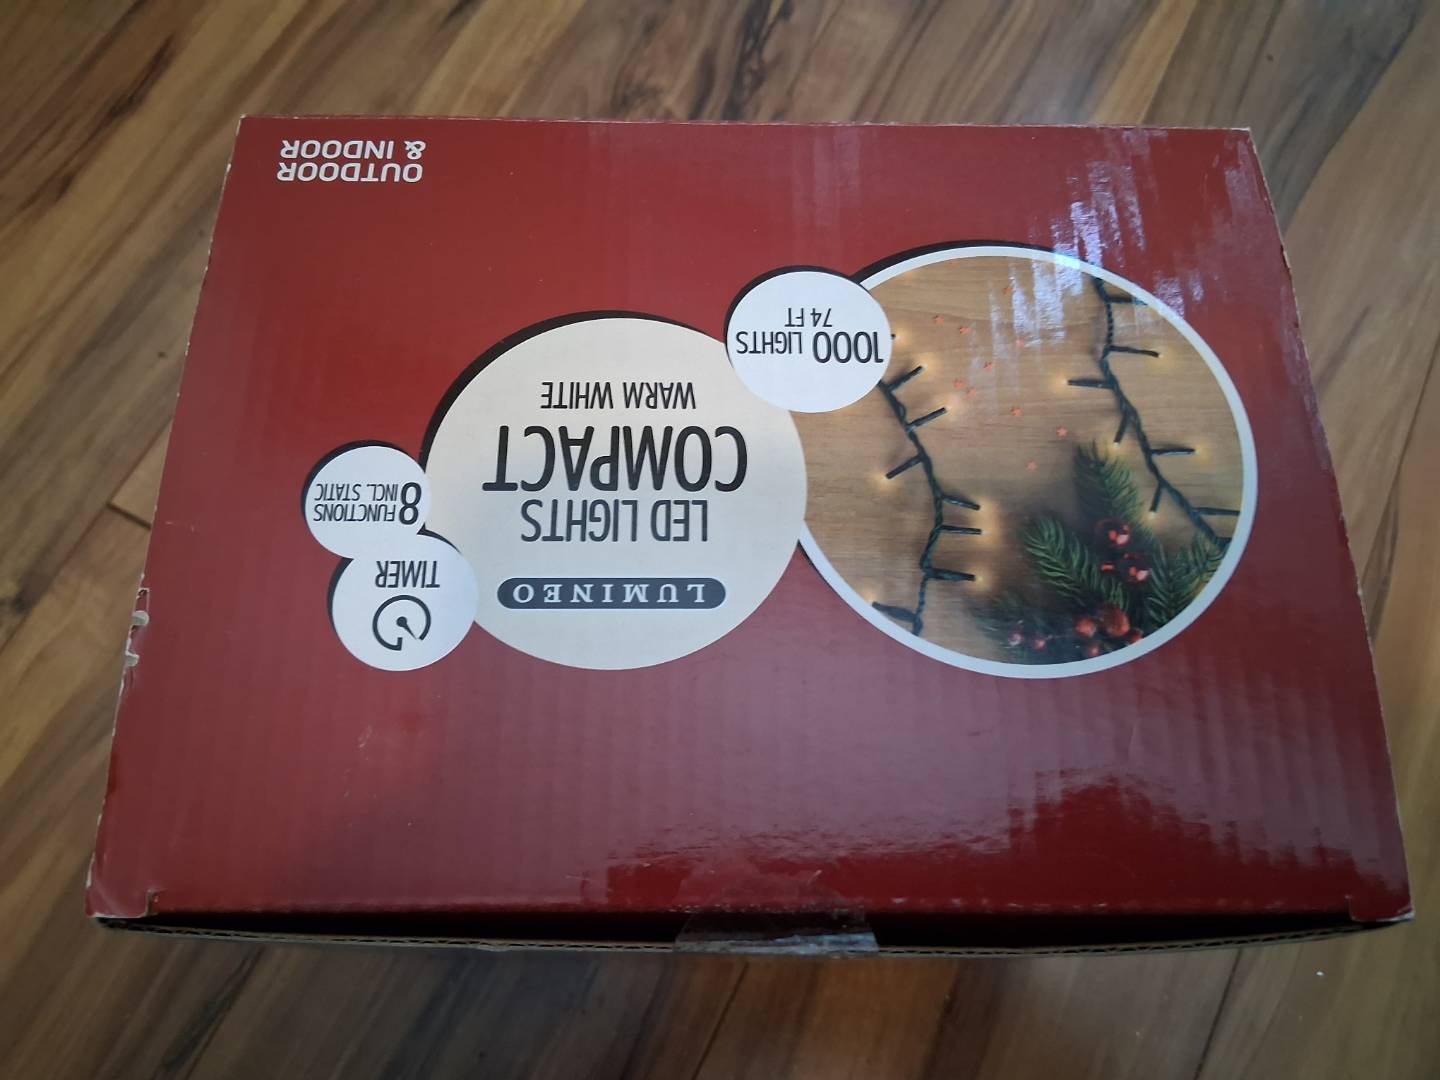 LUMINEO
LED LIGHTS
COMPACT
WARM WHITE
1000 LIGHTS
74 FT
TIMER
8 FUNCTIONS
INCL. STATIC
OUTDOOR
& INDOOR